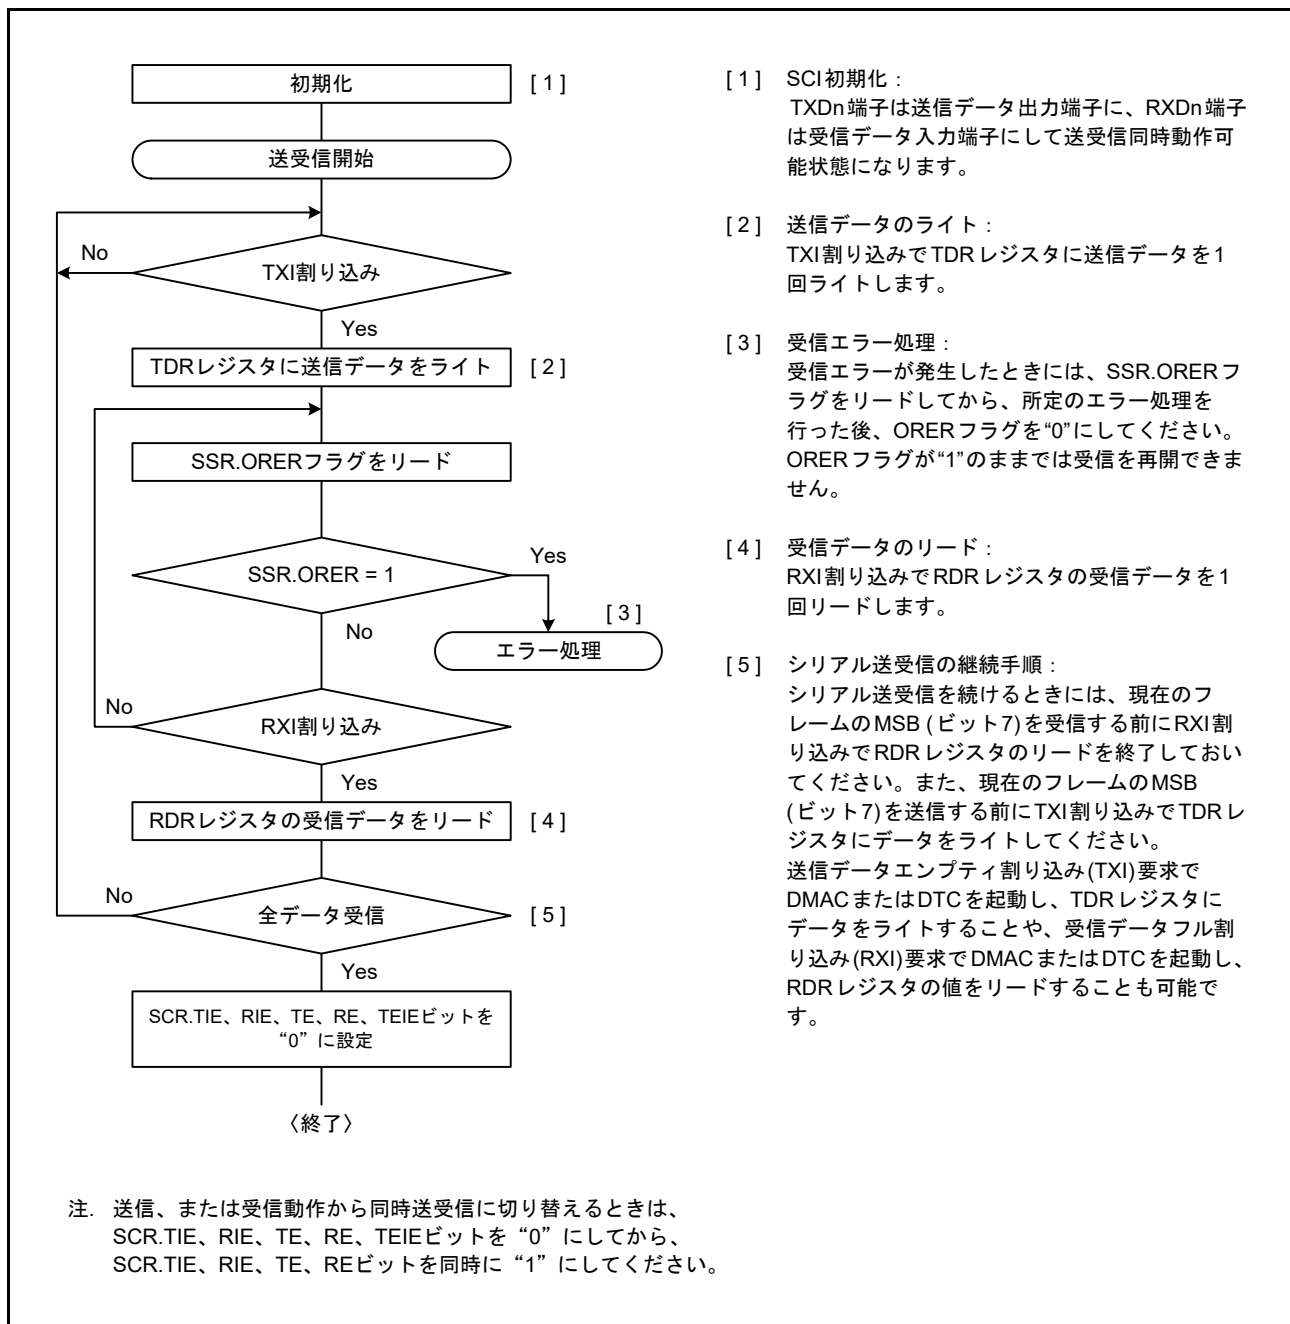 初期化
[ 1 ]
送受信開始
No
TXI割り込み
Yes
TDRレジスタに送信データをライト
[ 2 ]
SSR.ORERフラグをリード
SSR.ORER = 1
Yes
No
[ 3 ]
エラー処理
No
RXI割り込み
Yes
RDRレジスタの受信データをリード
[ 4 ]
No
全データ受信
[ 5 ]
Yes
SCR.TIE、RIE、TE、RE、TEIEビットを
“0”に設定
〈終了〉
[ 1 ] SCI初期化：
TXDn端子は送信データ出力端子に、RXDn端子
は受信データ入力端子にして送受信同時動作可
能状態になります。
[ 2 ] 送信データのライト：
TXI割り込みでTDRレジスタに送信データを1
回ライトします。
[ 3 ] 受信エラー処理：
受信エラーが発生したときには、SSR.ORERフ
ラグをリードしてから、所定のエラー処理を
行った後、ORERフラグを“0”にしてください。
ORERフラグが“1”のままでは受信を再開できま
せん。
[ 4 ] 受信データのリード：
RXI割り込みでRDRレジスタの受信データを1
回リードします。
[ 5 ] シリアル送受信の継続手順：
シリアル送受信を続けるときには、現在のフ
レームのMSB (ビット7)を受信する前にRXI割
り込みでRDRレジスタのリードを終了しておい
てください。また、現在のフレームのMSB
(ビット7)を送信する前にTXI割り込みでTDRレ
ジスタにデータをライトしてください。
送信データエンプティ割り込み(TXI)要求で
DMACまたはDTCを起動し、TDRレジスタに
データをライトすることや、受信データフル割
り込み(RXI)要求でDMACまたはDTCを起動し、
RDRレジスタの値をリードすることも可能で
す。
注. 送信、または受信動作から同時送受信に切り替えるときは、
SCR.TIE、RIE、TE、RE、TEIEビットを“0”にしてから、
SCR.TIE、RIE、TE、REビットを同時に“1”にしてください。